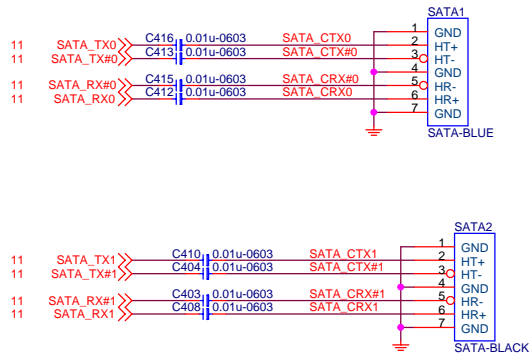 SATA1
11 SATA_TX0 C416 0.01u-0603 SATA_CTX0 1 GND
11 SATA_TX#0 C413 0.01u-0603 SATA_CTX#0 2 HT+
3 HT-
4 GND
11 SATA_RX#0 C415 0.01u-0603 SATA_CRX#0 5 HR-
11 SATA_RX0 C412 0.01u-0603 SATA_CRX0 6 HR+
7 GND
SATA-BLUE
SATA2
1 GND
11 SATA_TX1 C410 0.01u-0603 SATA_CTX1 2 HT+
11 SATA_TX#1 C404 0.01u-0603 SATA_CTX#1 3 HT-
4 GND
11 SATA_RX#1 C403 0.01u-0603 SATA_CRX#1 5 HR-
11 SATA_RX1 C408 0.01u-0603 SATA_CRX1 6 HR+
7 GND
SATA-BLACK